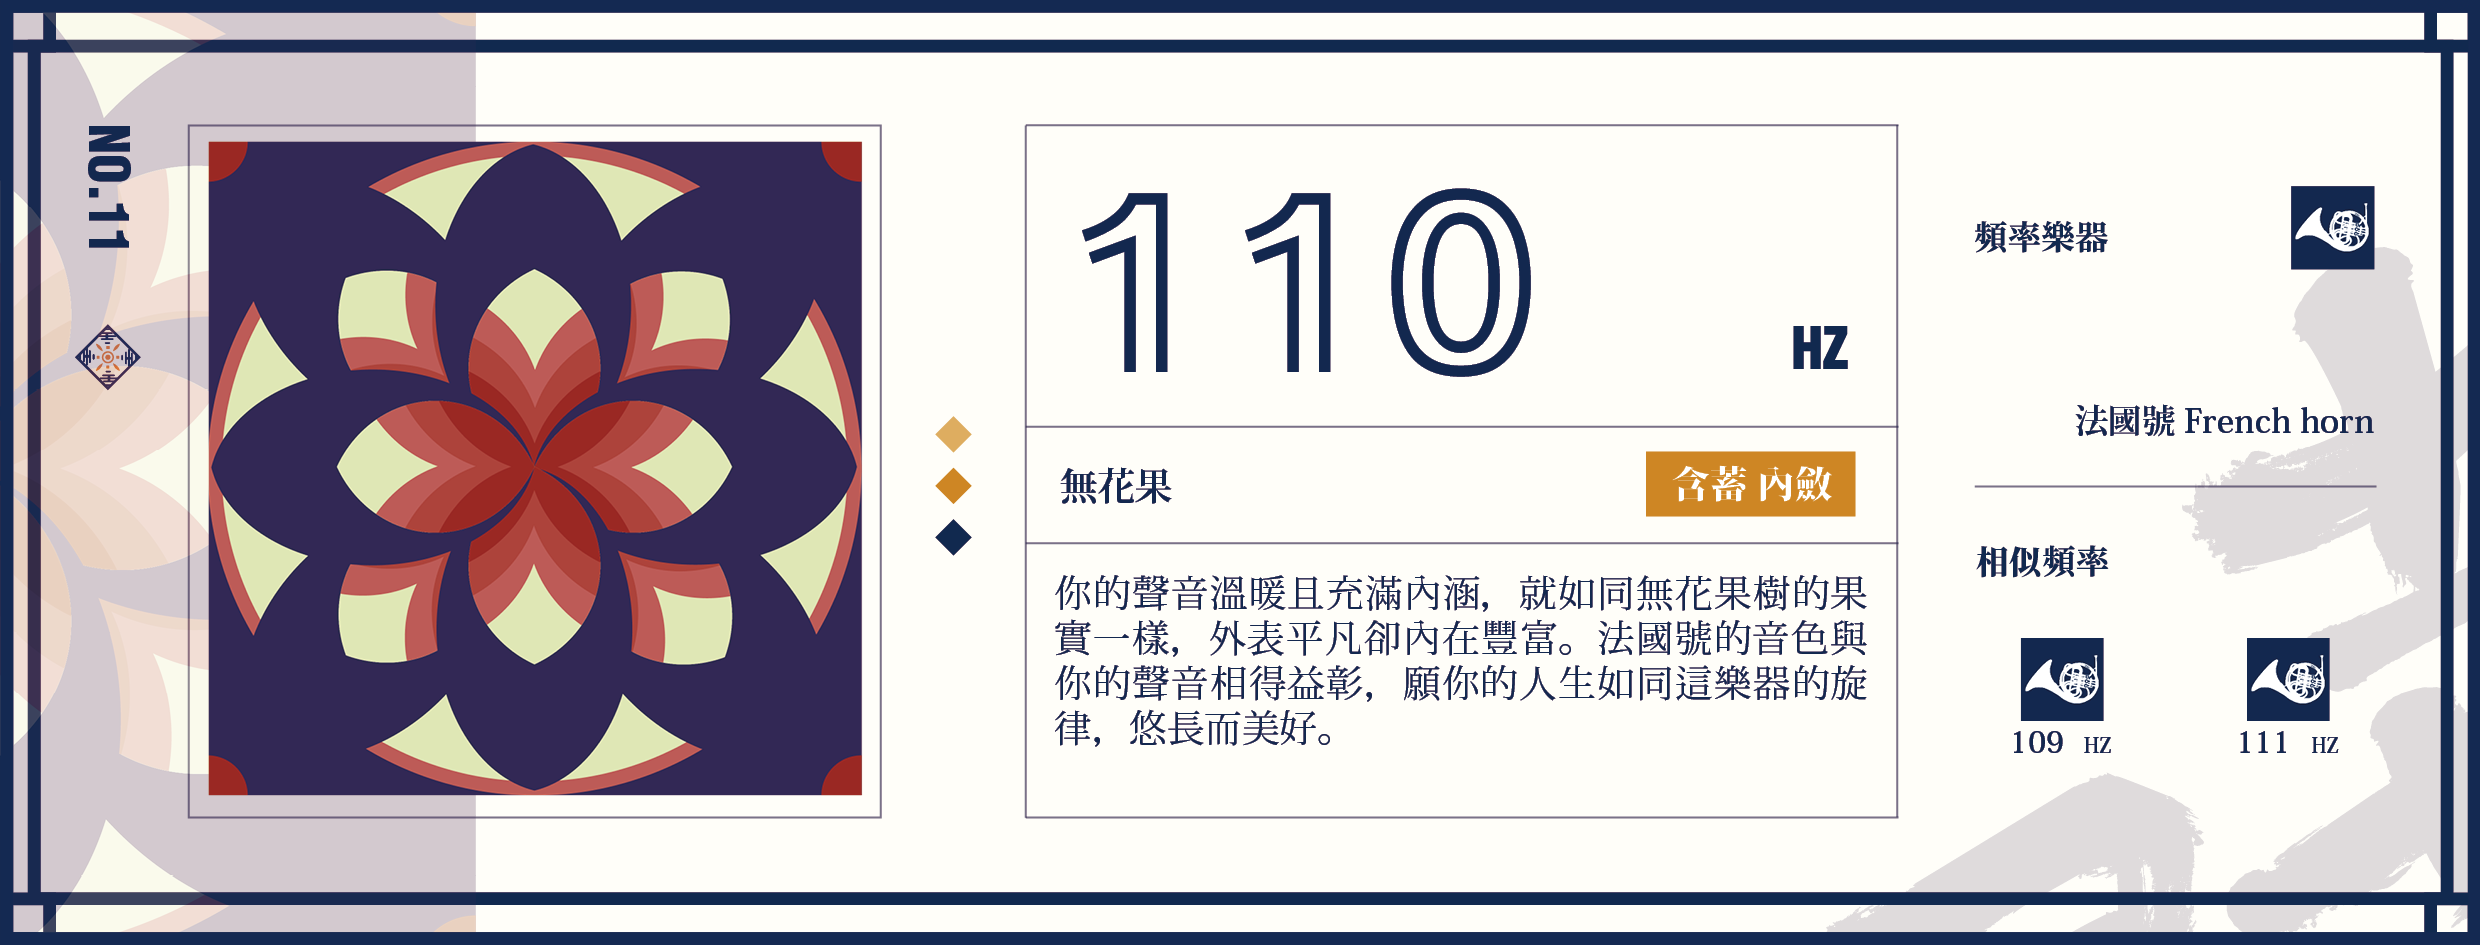 NO.11
110
HZ
無花果
含蓄 內斂
你的聲音溫暖且充滿內涵，就如同無花果樹的果
實一樣，外表平凡卻內在豐富。法國號的音色與
你的聲音相得益彰，願你的人生如同這樂器的旋
律，悠長而美好。
頻率樂器
法國號 French horn
相似頻率
109 HZ
111 HZ